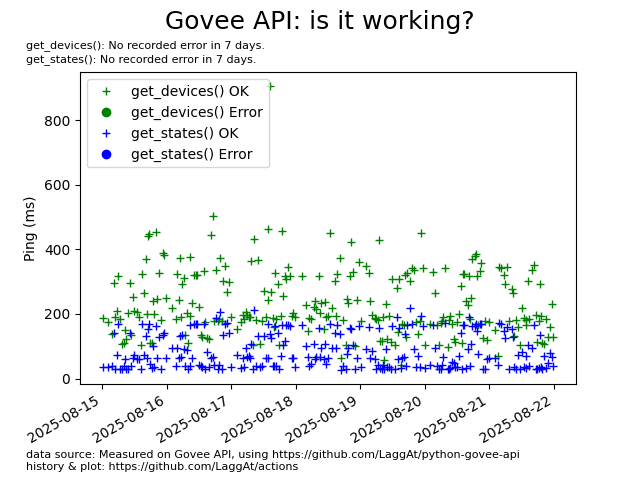 Govee API: is it working?
get_devices(): No recorded error in 7 days.
get_states(): No recorded error in 7 days.
get_devices() OK
get_devices() Error
get_states() OK
get_states() Error
Ping (ms)
800
600
400
200
0
2025-08-15
2025-08-16
2025-08-17
2025-08-18
2025-08-19
2025-08-20
2025-08-21
2025-08-22
data source: Measured on Govee API, using https://github.com/LaggAt/python-govee-api
history & plot: https://github.com/LaggAt/actions